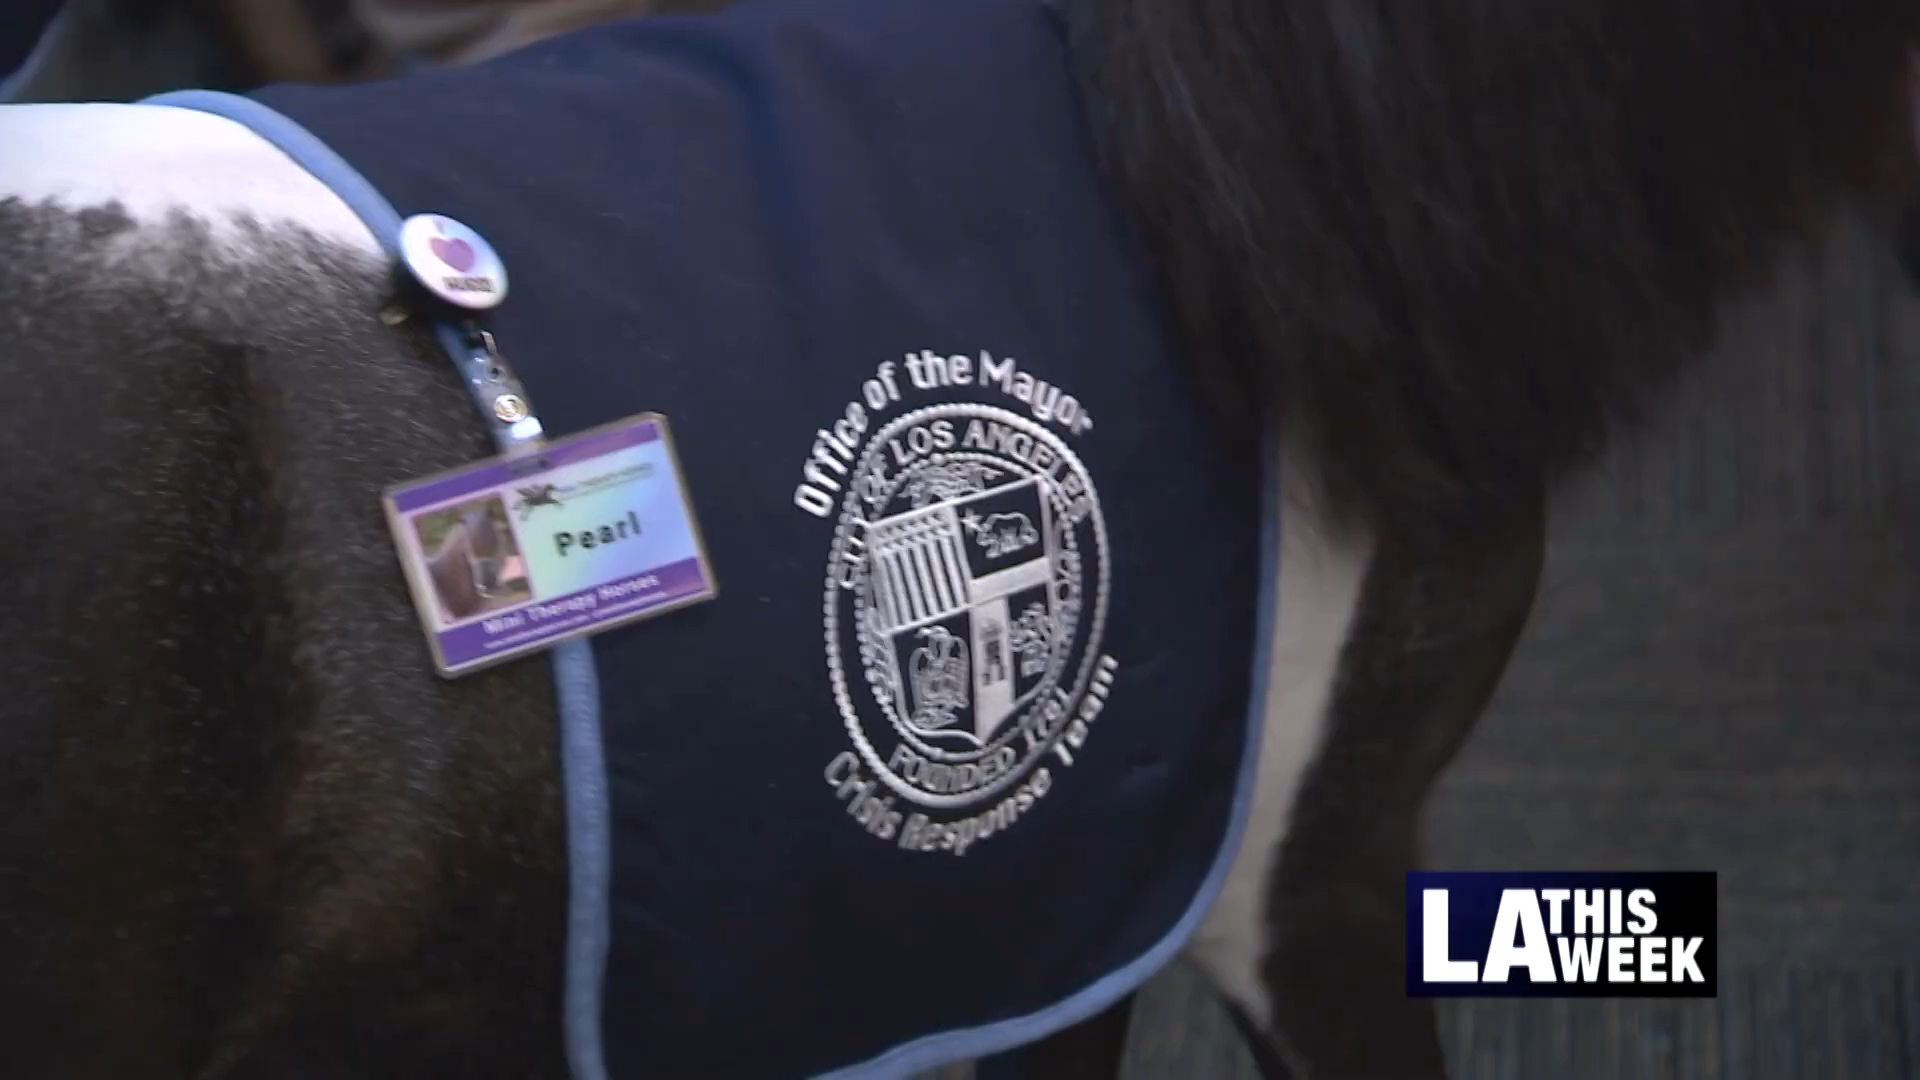 Office of the Mayor
CITY OF LOS ANGELES
FOUNDED 1781
Crisis Response Team
Pearl
Mini Therapy Horses
LA THIS
WEEK